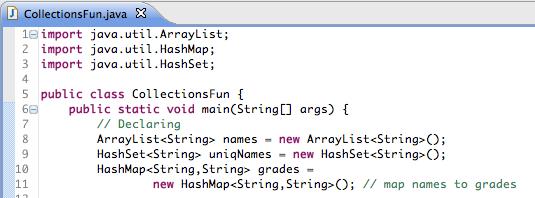 CollectionsFun.java
1 import java.util.ArrayList;
2 import java.util.HashMap;
3 import java.util.HashSet;
4
5 public class CollectionsFun {
6 public static void main(String[] args) {
7 // Declaring
8 ArrayList<String> names = new ArrayList<String>();
9 HashSet<String> uniqNames = new HashSet<String>();
10 HashMap<String,String> grades =
11 new HashMap<String,String>(); // map names to grades